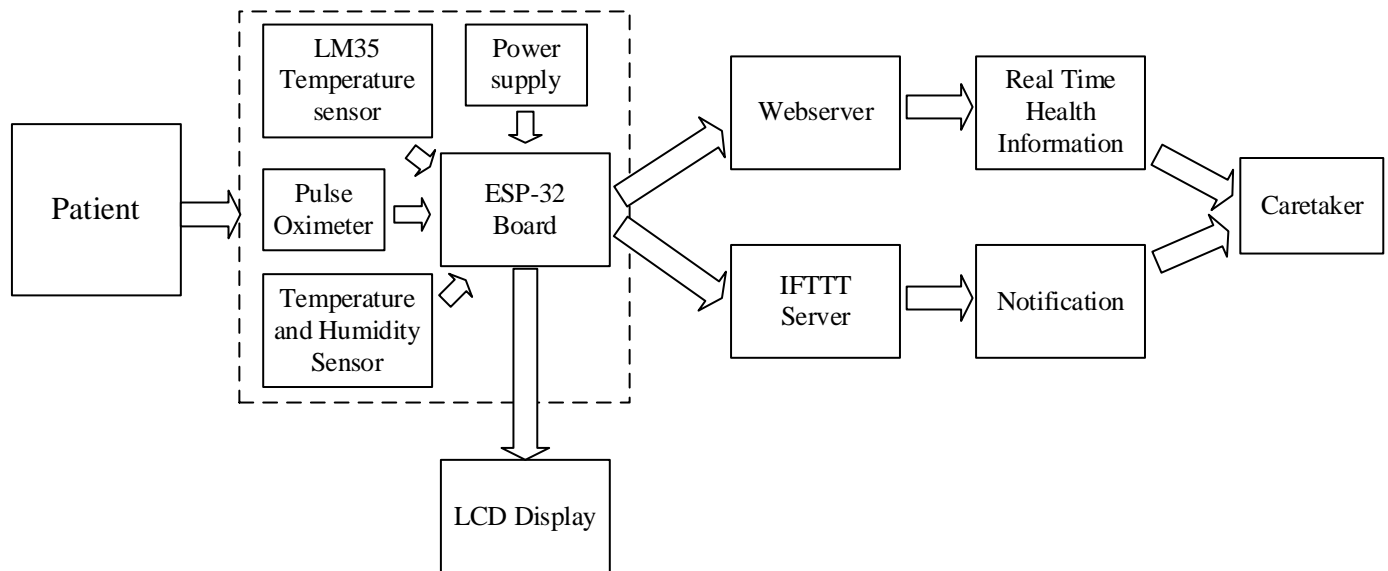 LM35
Temperature
sensor
Power
supply
Patient
Pulse
Oximeter
ESP-32
Board
Temperature
and Humidity
Sensor
LCD Display
Webserver
Real Time
Health
Information
IFTTT
Server
Notification
Caretaker